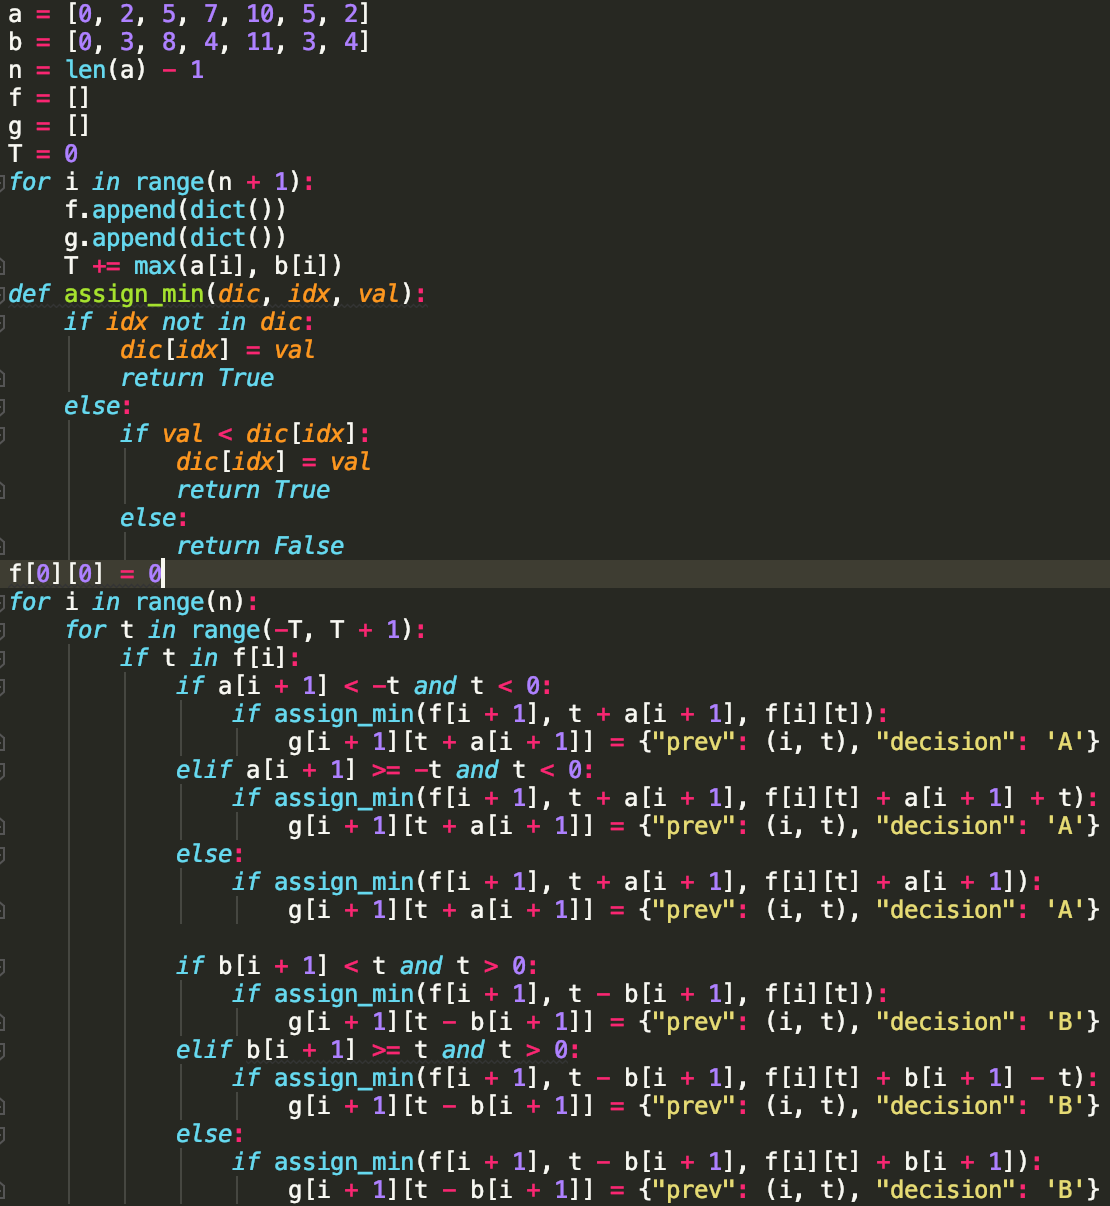 a = [0, 2, 5, 7, 10, 5, 2]
b = [0, 3, 8, 4, 11, 3, 4]
n = len(a) - 1
f = []
g = []
T = 0
for i in range(n + 1):
    f.append(dict())
    g.append(dict())
    T += max(a[i], b[i])
def assign_min(dic, idx, val):
    if idx not in dic:
        dic[idx] = val
        return True
    else:
        if val < dic[idx]:
            dic[idx] = val
            return True
        else:
            return False
f[0][0] = 0
for i in range(n):
    for t in range(-T, T + 1):
        if t in f[i]:
            if a[i + 1] < -t and t < 0:
                if assign_min(f[i + 1], t + a[i + 1], f[i][t]):
                    g[i + 1][t + a[i + 1]] = {"prev": (i, t), "decision": 'A'}
            elif a[i + 1] >= -t and t < 0:
                if assign_min(f[i + 1], t + a[i + 1], f[i][t] + a[i + 1] + t):
                    g[i + 1][t + a[i + 1]] = {"prev": (i, t), "decision": 'A'}
            else:
                if assign_min(f[i + 1], t + a[i + 1], f[i][t] + a[i + 1]):
                    g[i + 1][t + a[i + 1]] = {"prev": (i, t), "decision": 'A'}

            if b[i + 1] < t and t > 0:
                if assign_min(f[i + 1], t - b[i + 1], f[i][t]):
                    g[i + 1][t - b[i + 1]] = {"prev": (i, t), "decision": 'B'}
            elif b[i + 1] >= t and t > 0:
                if assign_min(f[i + 1], t - b[i + 1], f[i][t] + b[i + 1] - t):
                    g[i + 1][t - b[i + 1]] = {"prev": (i, t), "decision": 'B'}
            else:
                if assign_min(f[i + 1], t - b[i + 1], f[i][t] + b[i + 1]):
                    g[i + 1][t - b[i + 1]] = {"prev": (i, t), "decision": 'B'}